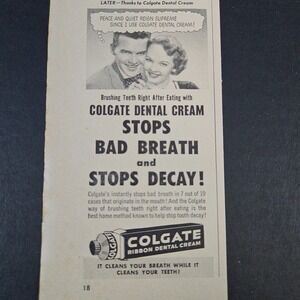 LATER—Thanks to Colgate Dental Cream
PEACE AND QUIET REIGN SUPREME
SINCE I USE COLGATE DENTAL CREAM!
Brushing Teeth Right After Eating with
COLGATE DENTAL CREAM
STOPS
BAD BREATH
and
STOPS DECAY!
Colgate's instantly stops bad breath in 7 out of 10
cases that originate in the mouth! And the Colgate
way of brushing teeth right after eating is the
best home method known to help stop tooth decay!
COLGATE
RIBBON DENTAL CREAM
IT CLEANS YOUR BREATH WHILE IT
CLEANS YOUR TEETH!
18